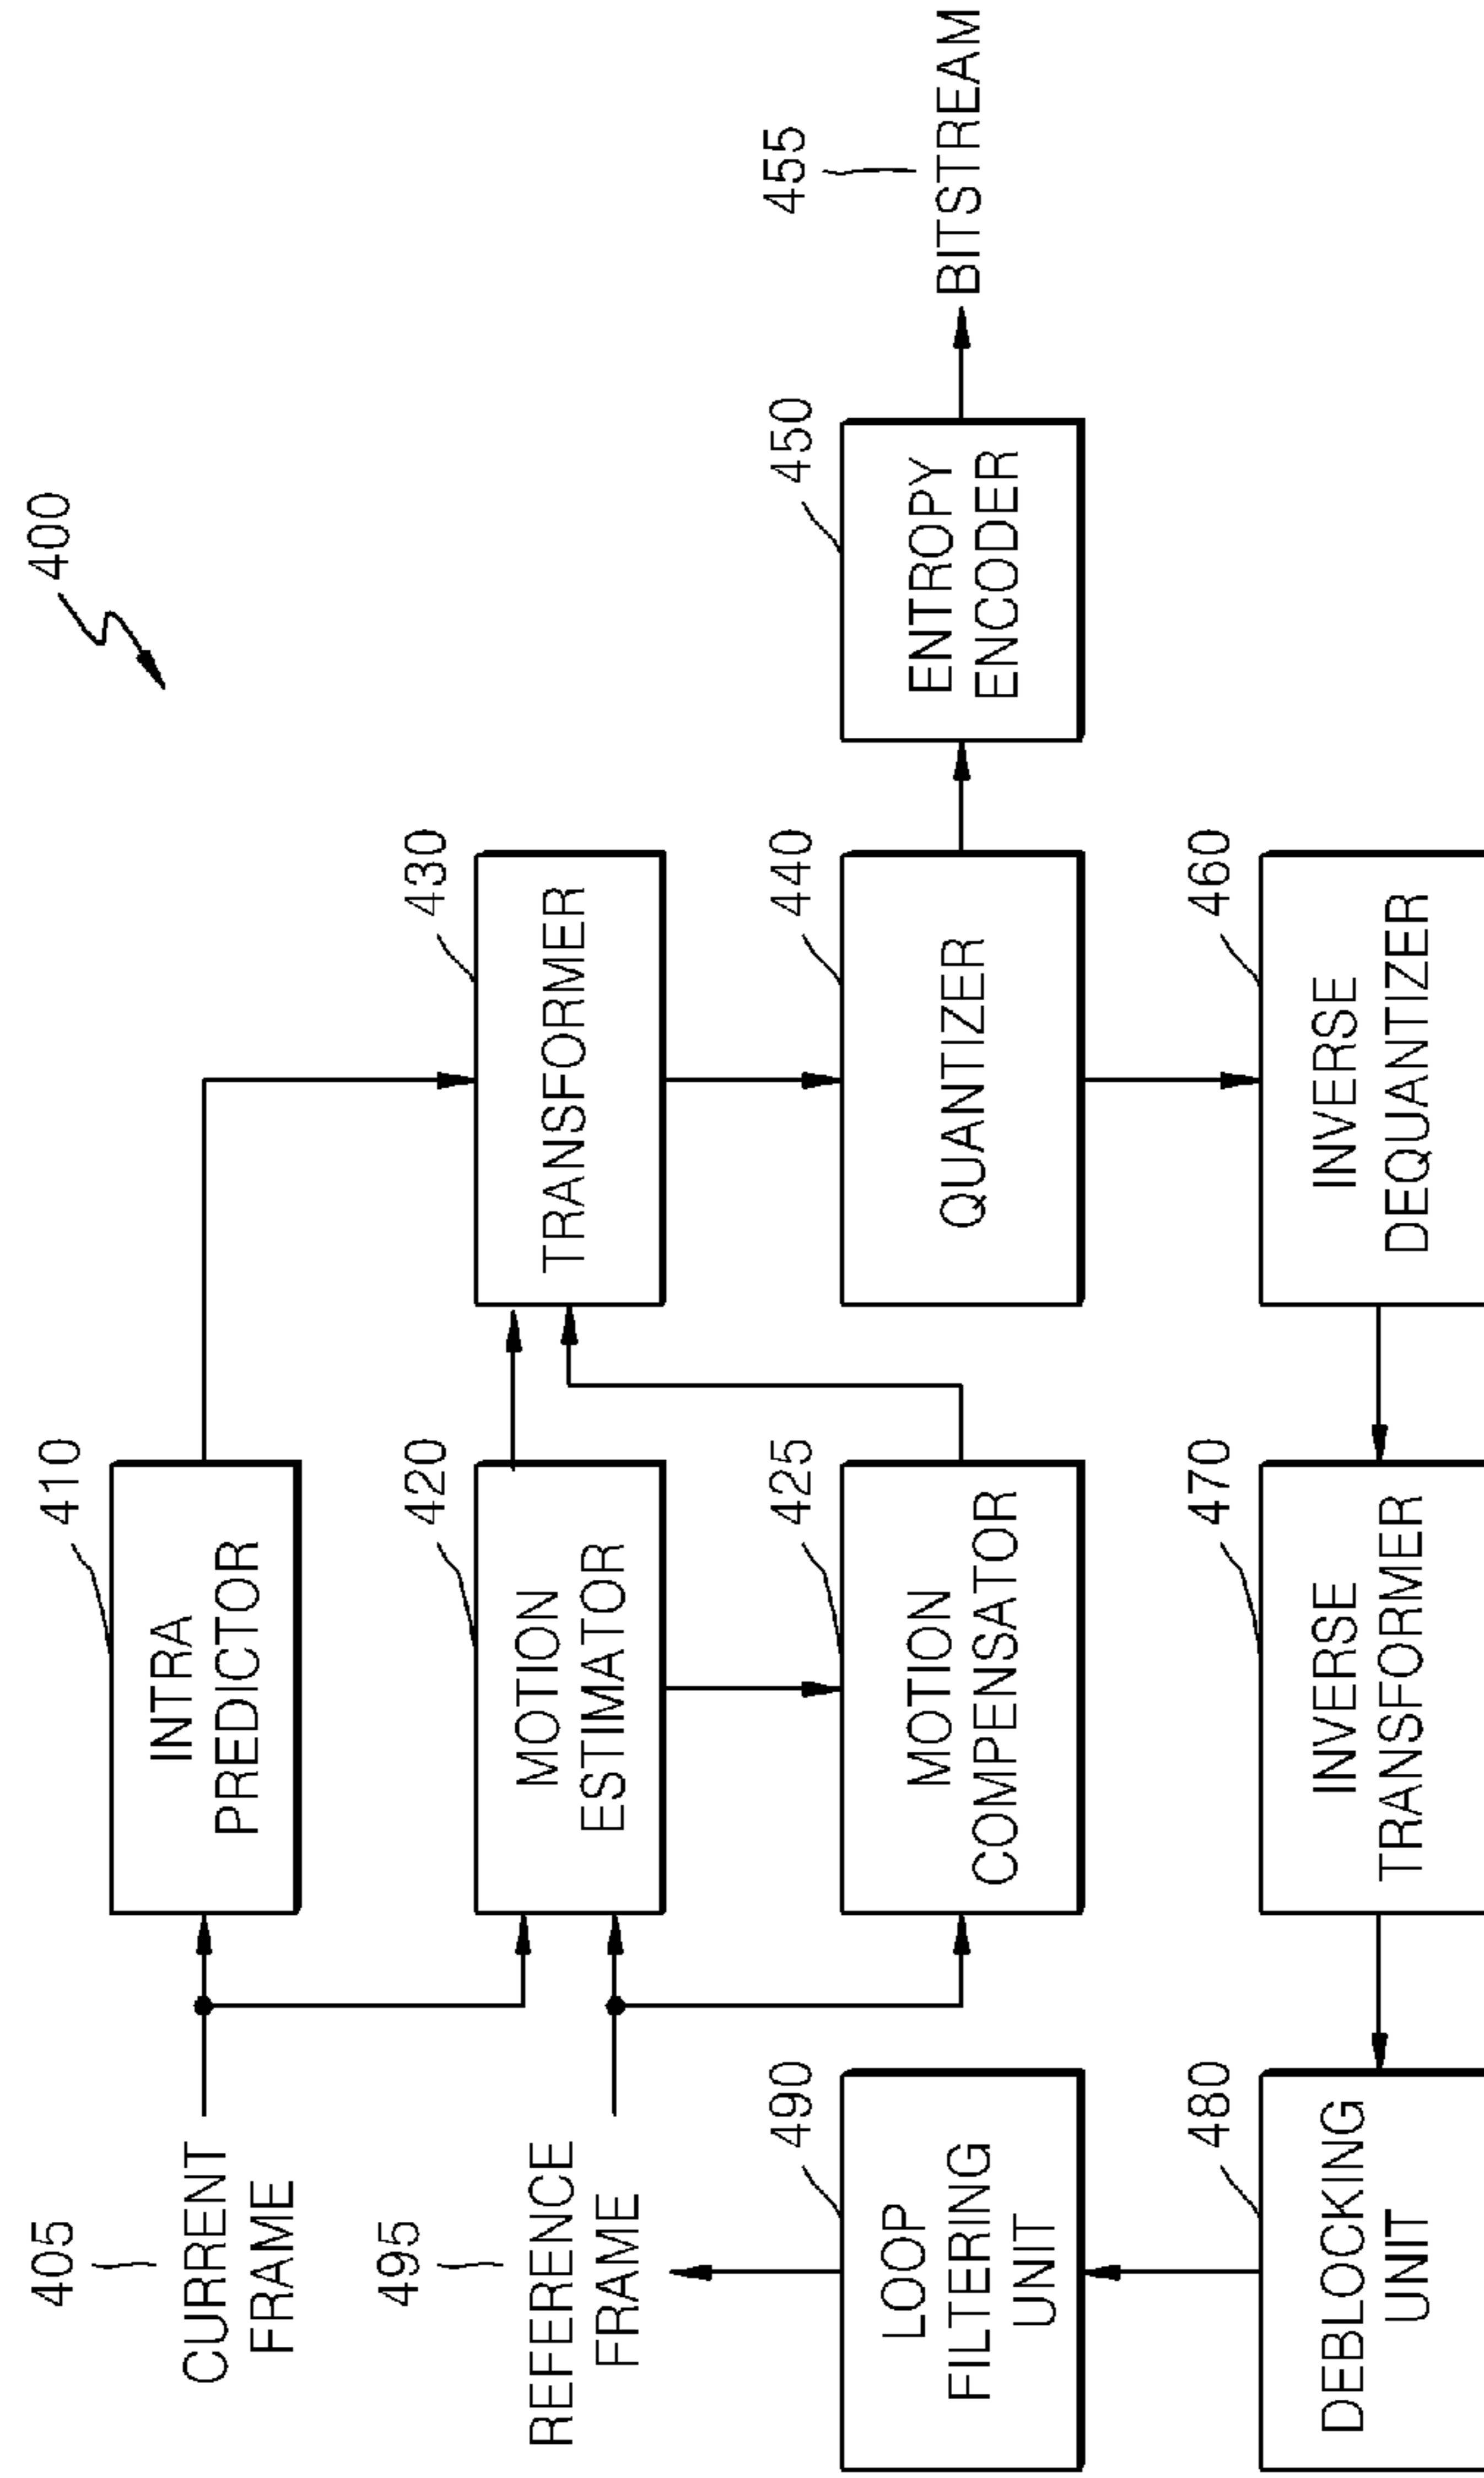 400
405
CURRENT
FRAME
410
INTRA
PREDICTOR
495
REFERENCE
FRAME
420
MOTION
ESTIMATOR
430
TRANSFORMER
490
LOOP
FILTERING
UNIT
425
MOTION
COMPENSATOR
440
QUANTIZER
450
ENTROPY
ENCODER
455
BITSTREAM
480
DEBLOCKING
UNIT
470
INVERSE
TRANSFORMER
460
INVERSE
DEQUANTIZER